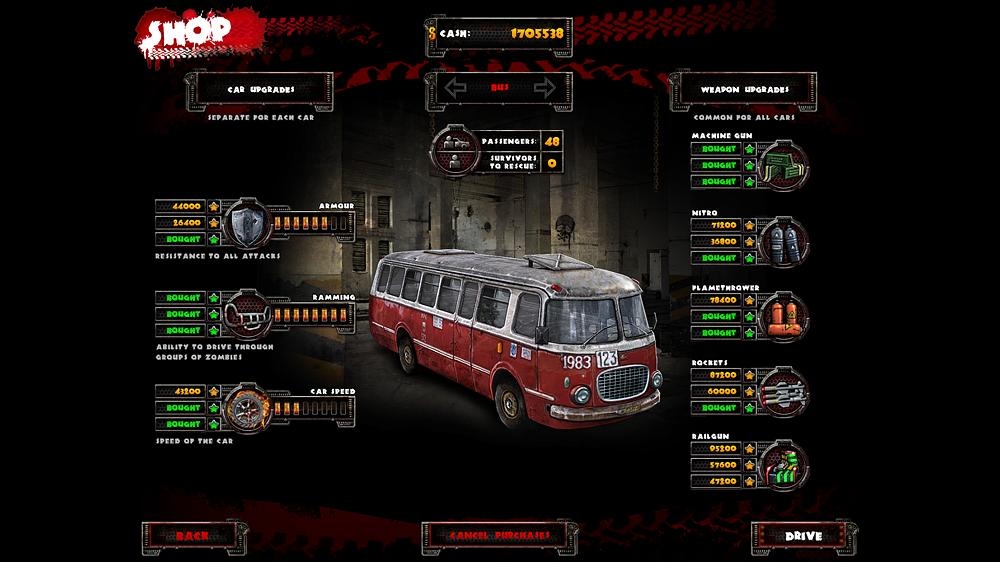 SHOP
CASH: 1705538
CAR UPGRADES
SEPARATE FOR EACH CAR
BUS
PASSENGERS: 48
SURVIVORS TO RESCUE: 0
WEAPON UPGRADES
COMMON FOR ALL CARS
ARMOUR
44000
26400
BOUGHT
RESISTANCE TO ALL ATTACKS
RAMMING
BOUGHT
BOUGHT
BOUGHT
ABILITY TO DRIVE THROUGH
GROUPS OF ZOMBIES
CAR SPEED
43200
BOUGHT
BOUGHT
SPEED OF THE CAR
1983 123
MACHINE GUN
BOUGHT
BOUGHT
BOUGHT
NITRO
71200
36800
BOUGHT
FLAMETHROWER
78400
BOUGHT
BOUGHT
ROCKETS
87200
60000
BOUGHT
RAILGUN
95200
57600
47200
BACK
CANCEL PURCHASES
DRIVE